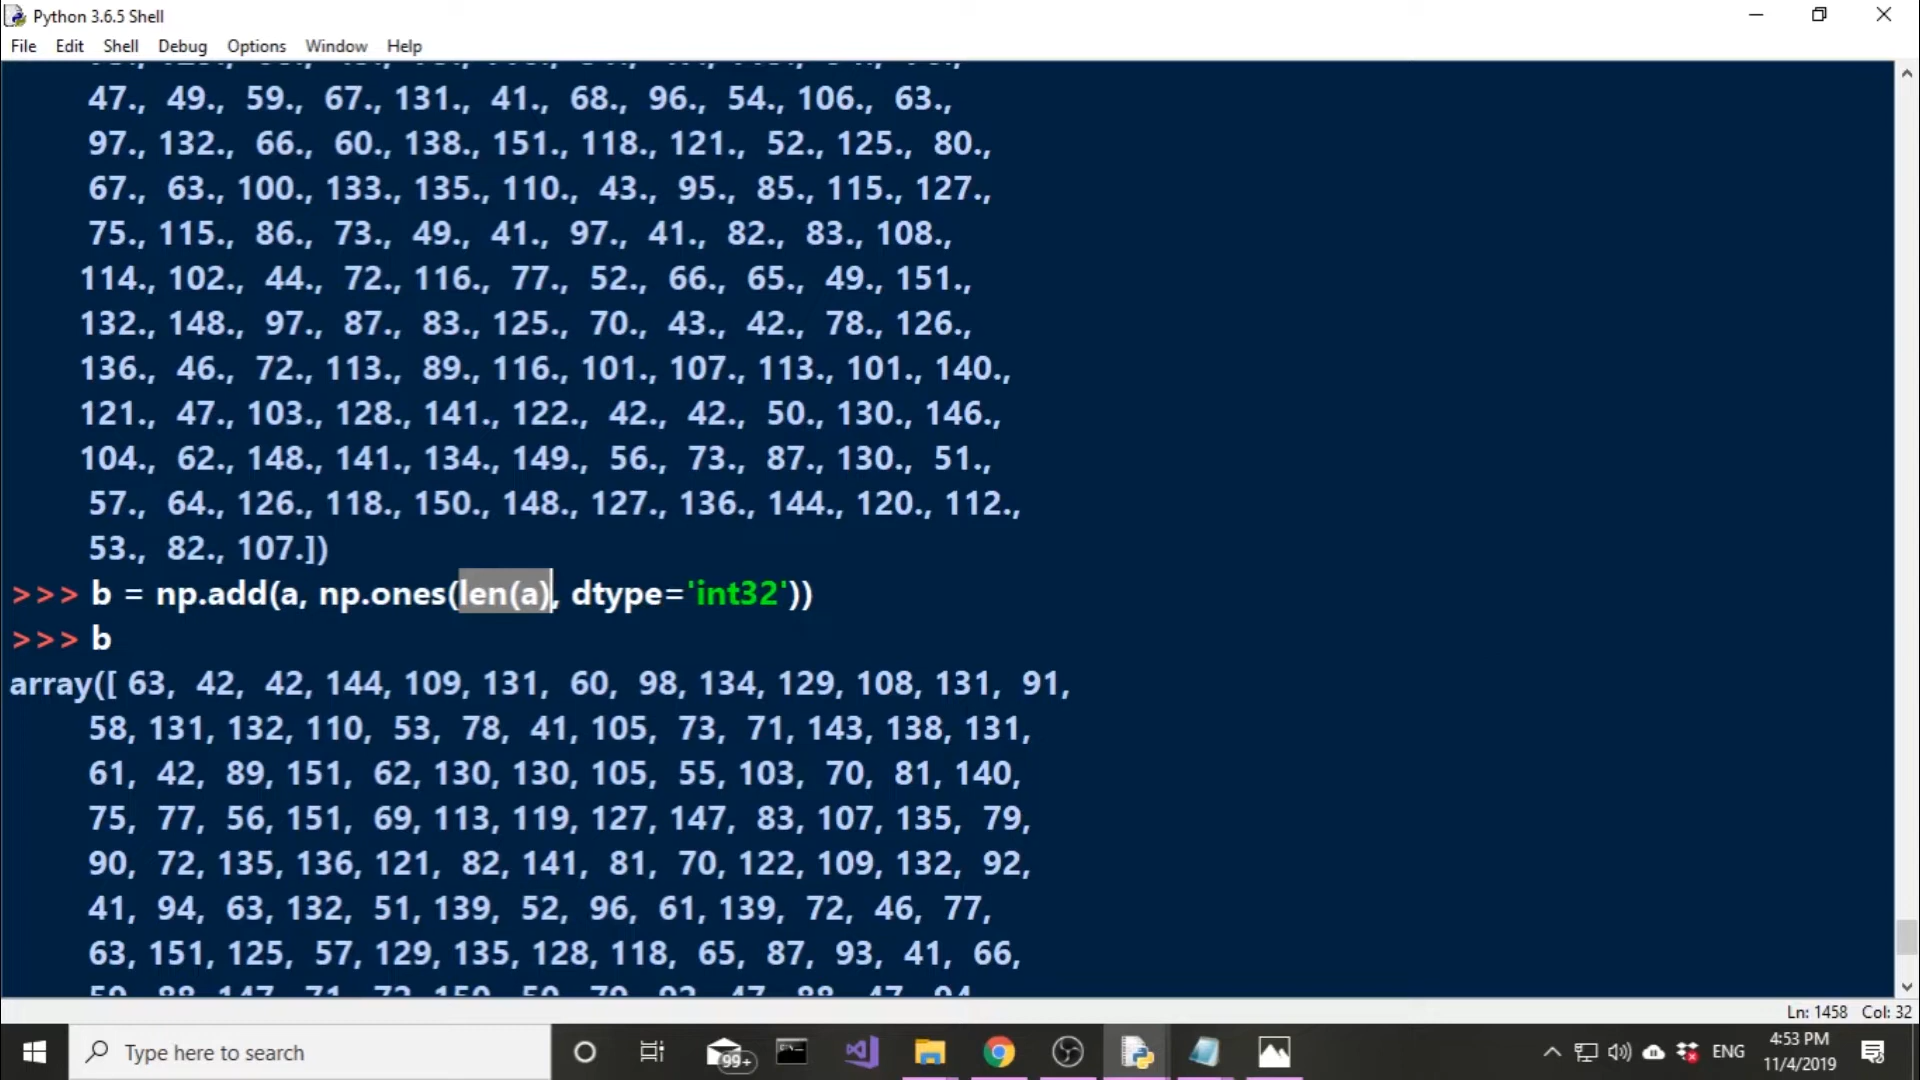 Python 3.6.5 Shell
File Edit Shell Debug Options Window Help
47., 49., 59., 67., 131., 41., 68., 96., 54., 106., 63.,
97., 132., 66., 60., 138., 151., 118., 121., 52., 125., 80.,
67., 63., 100., 133., 135., 110., 43., 95., 85., 115., 127.,
75., 115., 86., 73., 49., 41., 97., 41., 82., 83., 108.,
114., 102., 44., 72., 116., 77., 52., 66., 65., 49., 151.,
132., 148., 97., 87., 83., 125., 70., 43., 42., 78., 126.,
136., 46., 72., 113., 89., 116., 101., 107., 113., 101., 140.,
121., 47., 103., 128., 141., 122., 42., 42., 50., 130., 146.,
104., 62., 148., 141., 134., 149., 56., 73., 87., 130., 51.,
57., 64., 126., 118., 150., 148., 127., 136., 144., 120., 112.,
53., 82., 107.])
>>> b = np.add(a, np.ones(len(a), dtype='int32'))
>>> b
array([ 63, 42, 42, 144, 109, 131, 60, 98, 134, 129, 108, 131, 91,
58, 131, 132, 110, 53, 78, 41, 105, 73, 71, 143, 138, 131,
61, 42, 89, 151, 62, 130, 130, 105, 55, 103, 70, 81, 140,
75, 77, 56, 151, 69, 113, 119, 127, 147, 83, 107, 135, 79,
90, 72, 135, 136, 121, 82, 141, 81, 70, 122, 109, 132, 92,
41, 94, 63, 132, 51, 139, 52, 96, 61, 139, 72, 46, 77,
63, 151, 125, 57, 129, 135, 128, 118, 65, 87, 93, 41, 66,
Ln: 1458 Col: 32
Type here to search
99+
ENG
4:53 PM
11/4/2019